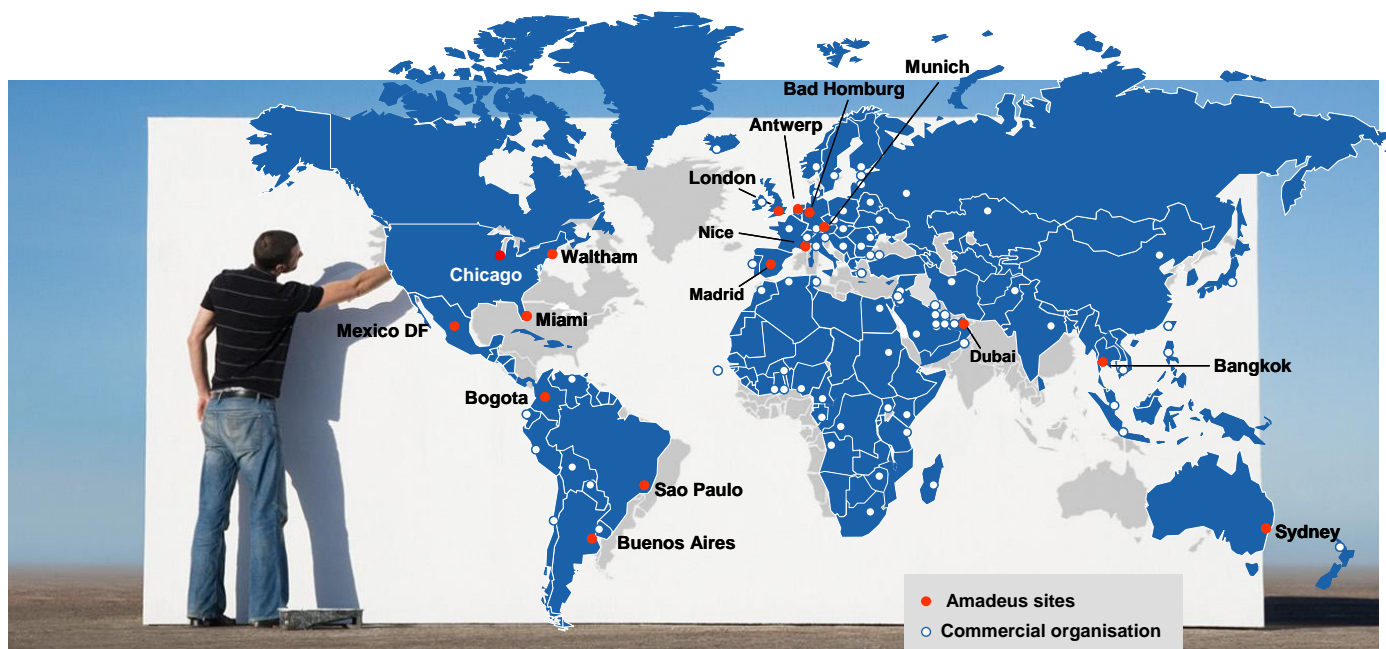 Munich
Bad Homburg
Antwerp
London
Nice
Madrid
Waltham
Chicago
Miami
Mexico DF
Dubai
Bangkok
Bogota
Sao Paulo
Buenos Aires
Sydney
Amadeus sites
Commercial organisation